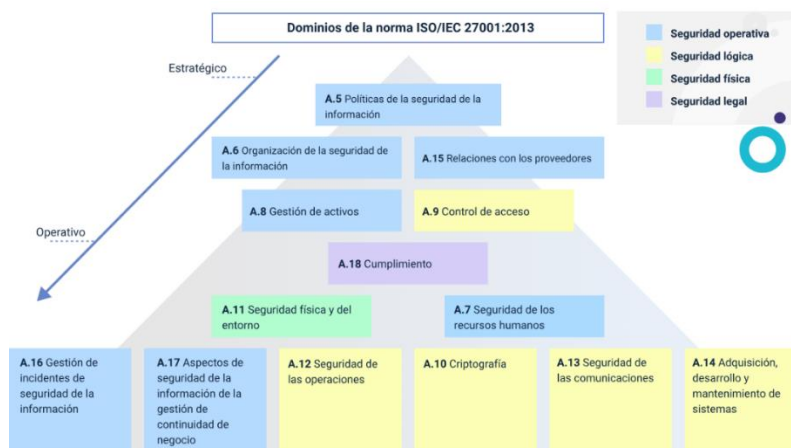 Dominios de la norma ISO/IEC 27001:2013
Seguridad operativa
Seguridad lógica
Seguridad física
Seguridad legal
Estratégico
Operativo
A.5 Políticas de la seguridad de la
información
A.6 Organización de la seguridad de
la información
A.15 Relaciones con los proveedores
A.8 Gestión de activos
A.9 Control de acceso
A.18 Cumplimiento
A.11 Seguridad física y del
entorno
A.7 Seguridad de los
recursos humanos
A.16 Gestión de
incidentes de
seguridad de la
información
A.17 Aspectos de
seguridad de la
información de la
gestión de
continuidad de
negocio
A.12 Seguridad de
las operaciones
A.10 Criptografía
A.13 Seguridad de
las comunicaciones
A.14 Adquisición,
desarrollo y
mantenimiento de
sistemas